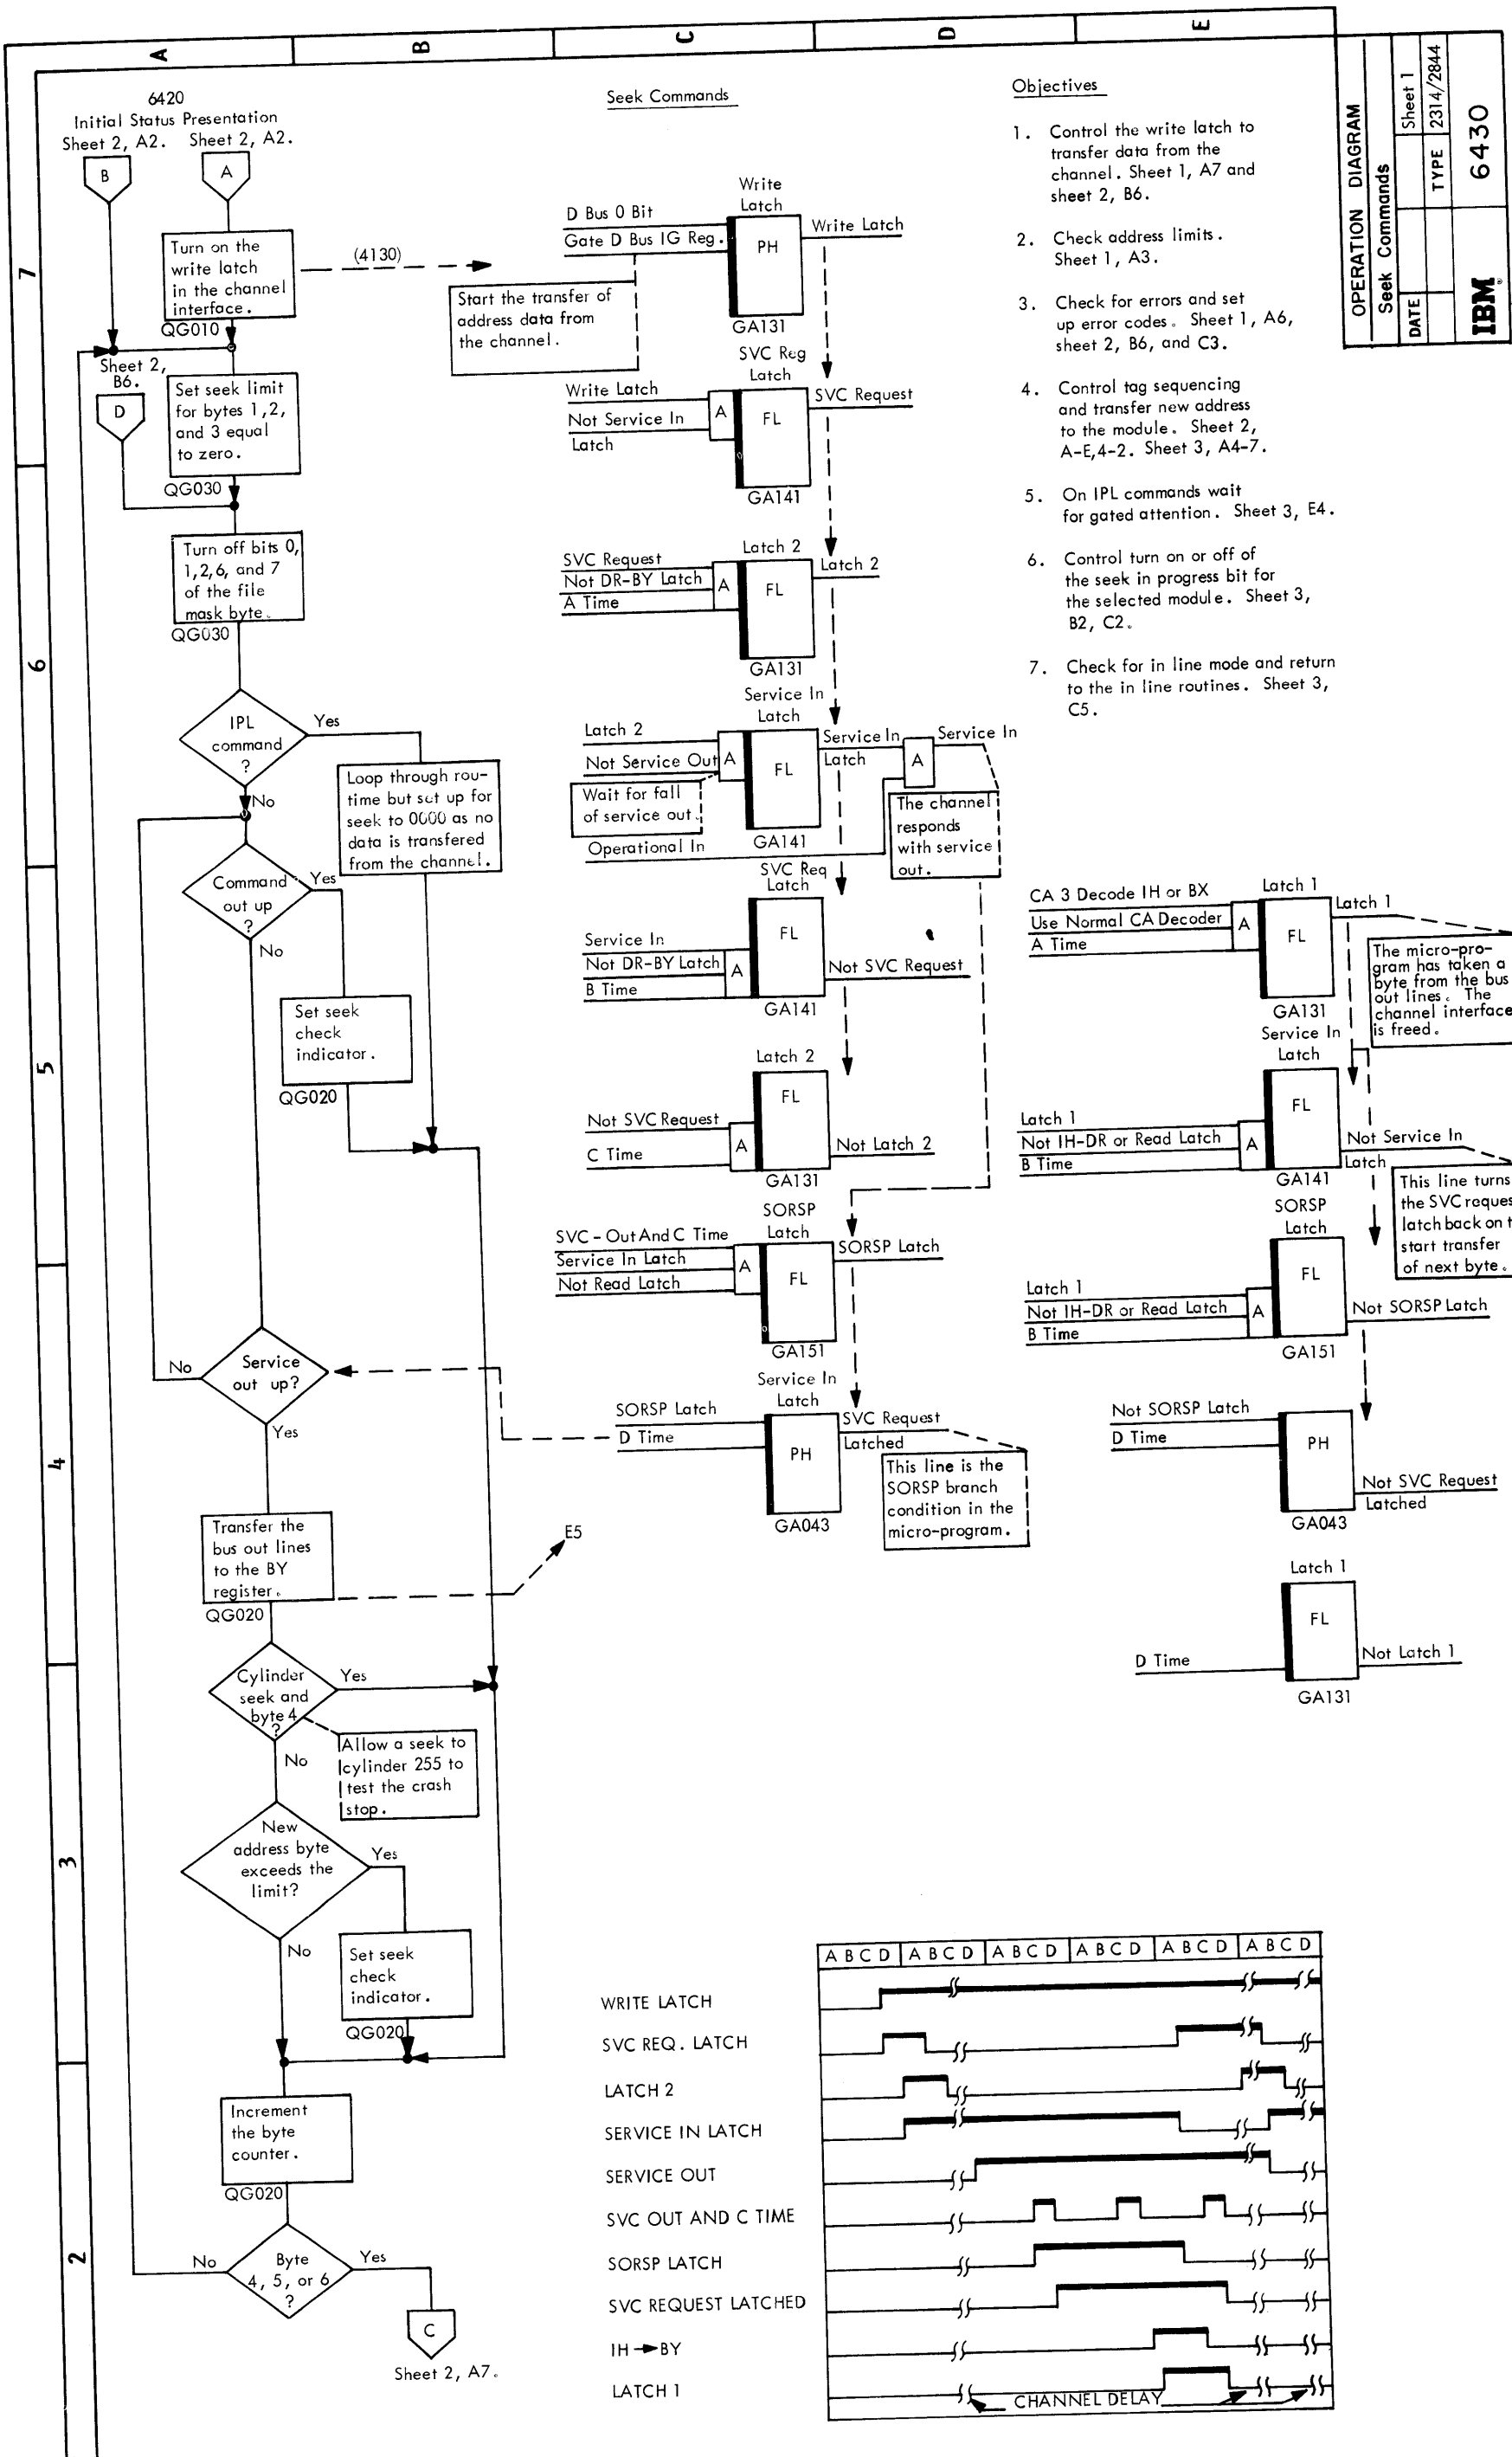 A
B
C
D
E
7
6
5
4
3
2
OPERATION DIAGRAM
Seek Commands
DATE
Sheet 1
TYPE
2314/2844
IBM
6430
6420
Initial Status Presentation
Sheet 2, A2.
Sheet 2, A2.
B
A
Turn on the
write latch
in the channel
interface.
QG010
(4130)
Sheet 2,
B6.
D
Set seek limit
for bytes 1,2,
and 3 equal
to zero.
QG030
Turn off bits 0,
1,2,6, and 7
of the file
mask byte.
QG030
IPL
command
?
Yes
No
Loop through rou-
time but set up for
seek to 0000 as no
data is transfered
from the channel.
Command
out up
?
Yes
No
Set seek
check
indicator.
QG020
Service
out up?
No
Yes
Transfer the
bus out lines
to the BY
register.
QG020
E5
Cylinder
seek and
byte 4
?
Yes
No
Allow a seek to
cylinder 255 to
test the crash
stop.
New
address byte
exceeds the
limit?
Yes
No
Set seek
check
indicator.
QG020
Increment
the byte
counter.
QG020
Byte
4, 5, or 6
?
No
Yes
C
Sheet 2, A7.
Seek Commands
Write
Latch
D Bus 0 Bit
Gate D Bus IG Reg.
PH
Write Latch
GA131
Start the transfer of
address data from
the channel.
SVC Reg
Latch
Write Latch
Not Service In
Latch
A
FL
SVC Request
GA141
Latch 2
SVC Request
Not DR-BY Latch
A Time
A
FL
Latch 2
GA131
Service In
Latch
Latch 2
Not Service Out
A
FL
Service In
Latch
A
Service In
Wait for fall
of service out.
Operational In
GA141
The channel
responds
with service
out.
SVC Req
Latch
Service In
Not DR-BY Latch
B Time
A
FL
Not SVC Request
GA141
Latch 2
Not SVC Request
C Time
A
FL
Not Latch 2
GA131
SORSP
Latch
SVC - Out And C Time
Service In Latch
Not Read Latch
A
FL
SORSP Latch
GA151
Service In
Latch
SORSP Latch
D Time
PH
SVC Request
Latched
GA043
This line is the
SORSP branch
condition in the
micro-program.
Objectives
1. Control the write latch to
transfer data from the
channel. Sheet 1, A7 and
sheet 2, B6.
2. Check address limits.
Sheet 1, A3.
3. Check for errors and set
up error codes. Sheet 1, A6,
sheet 2, B6, and C3.
4. Control tag sequencing
and transfer new address
to the module. Sheet 2,
A-E,4-2. Sheet 3, A4-7.
5. On IPL commands wait
for gated attention. Sheet 3, E4.
6. Control turn on or off of
the seek in progress bit for
the selected module. Sheet 3,
B2, C2.
7. Check for in line mode and return
to the in line routines. Sheet 3,
C5.
Latch 1
CA 3 Decode IH or BX
Use Normal CA Decoder
A Time
A
FL
Latch 1
GA131
The micro-pro-
gram has taken a
byte from the bus
out lines. The
channel interface
is freed.
Service In
Latch
Latch 1
Not IH-DR or Read Latch
B Time
A
FL
Not Service In
Latch
GA141
This line turns
the SVC reques
latch back on t
start transfer
of next byte.
SORSP
Latch
Latch 1
Not IH-DR or Read Latch
B Time
A
FL
Not SORSP Latch
GA151
Not SORSP Latch
D Time
PH
Not SVC Request
Latched
GA043
Latch 1
D Time
FL
Not Latch 1
GA131
A B C D A B C D A B C D A B C D A B C D A B C D
WRITE LATCH
SVC REQ. LATCH
LATCH 2
SERVICE IN LATCH
SERVICE OUT
SVC OUT AND C TIME
SORSP LATCH
SVC REQUEST LATCHED
IH → BY
LATCH 1
CHANNEL DELAY